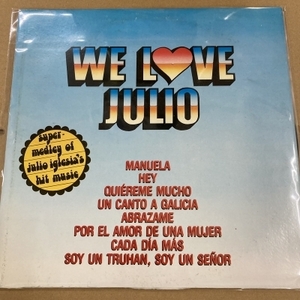 WE L❤VE
JULIO
super-
medley of
julio iglesia's
hit music
MANUELA
HEY
QUIÉREME MUCHO
UN CANTO A GALICIA
ABRAZAME
POR EL AMOR DE UNA MUJER
CADA DÍA MÁS
SOY UN TRUHAN, SOY UN SEÑOR